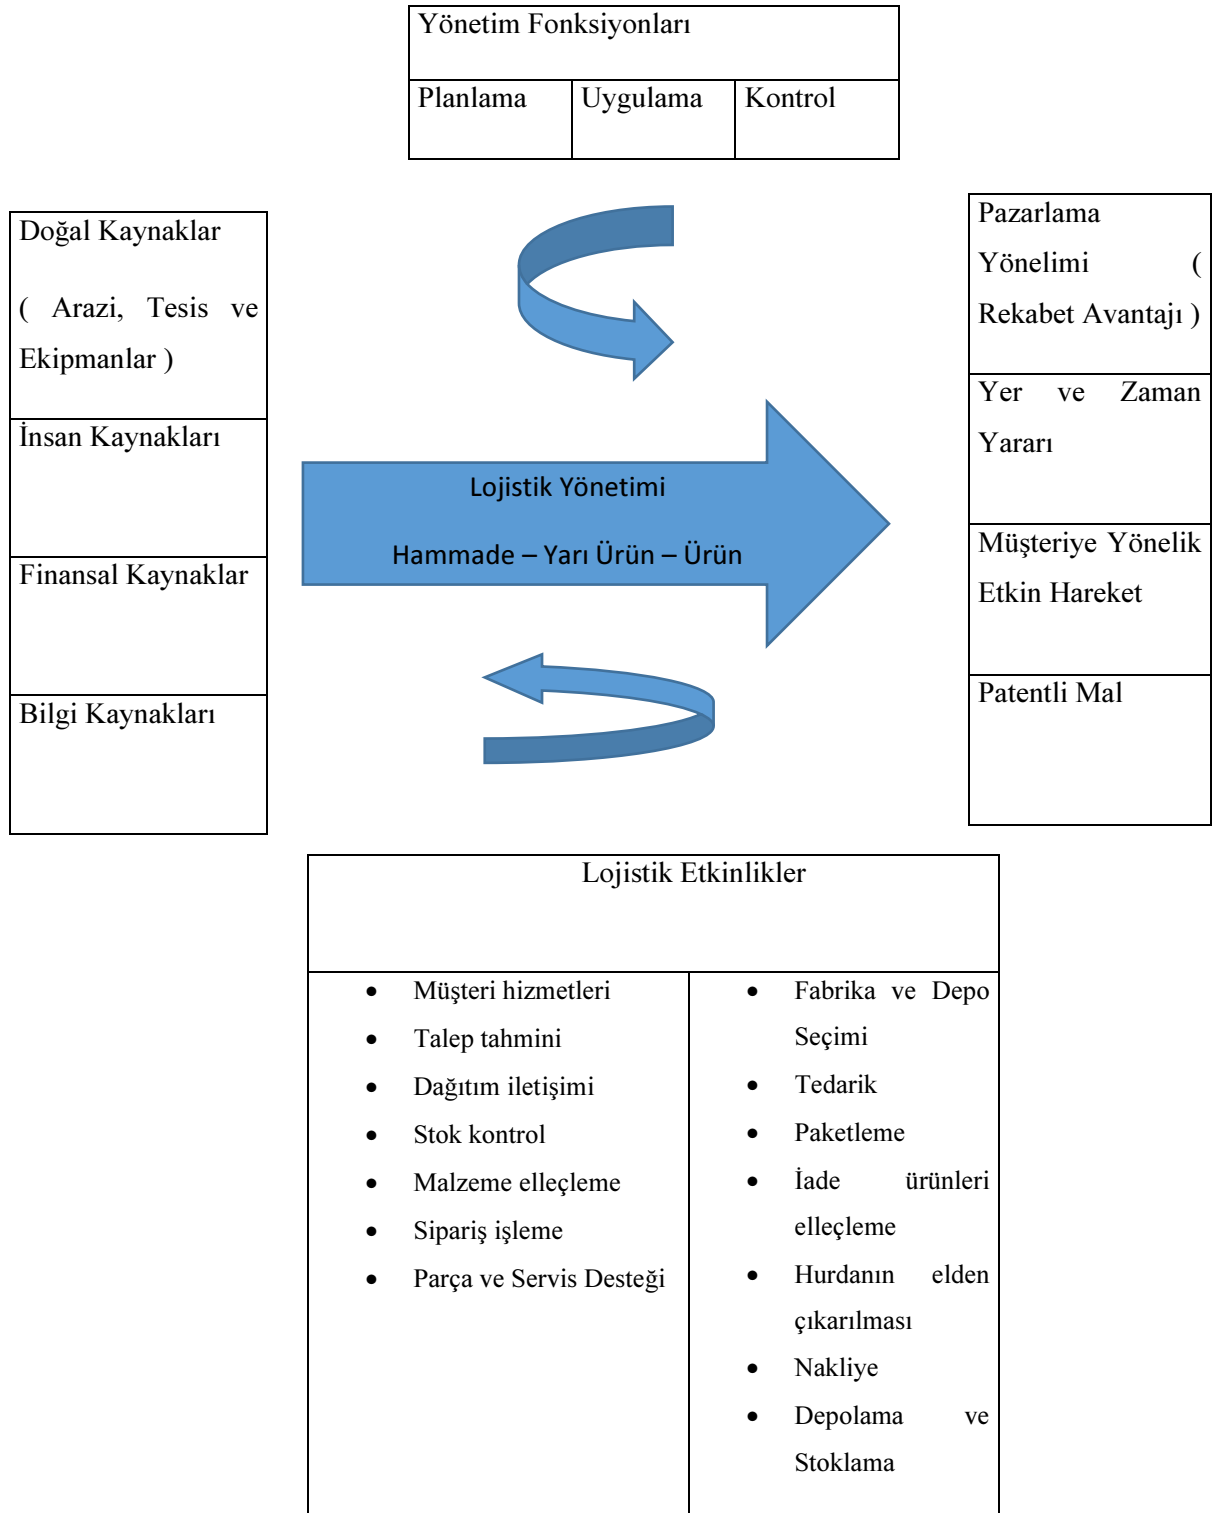 Yönetim Fonksiyonları
Planlama
Uygulama
Kontrol
Doğal Kaynaklar
( Arazi, Tesis ve
Ekipmanlar )
İnsan Kaynakları
Finansal Kaynaklar
Bilgi Kaynakları
Lojistik Yönetimi
Hammade – Yarı Ürün – Ürün
Pazarlama
Yönelimi (
Rekabet Avantajı )
Yer ve Zaman
Yararı
Müşteriye Yönelik
Etkin Hareket
Patentli Mal
Lojistik Etkinlikler
• Müşteri hizmetleri
• Talep tahmini
• Dağıtım iletişimi
• Stok kontrol
• Malzeme elleçleme
• Sipariş işleme
• Parça ve Servis Desteği
• Fabrika ve Depo
Seçimi
• Tedarik
• Paketleme
• İade ürünleri
elleçleme
• Hurdanın elden
çıkarılması
• Nakliye
• Depolama ve
Stoklama